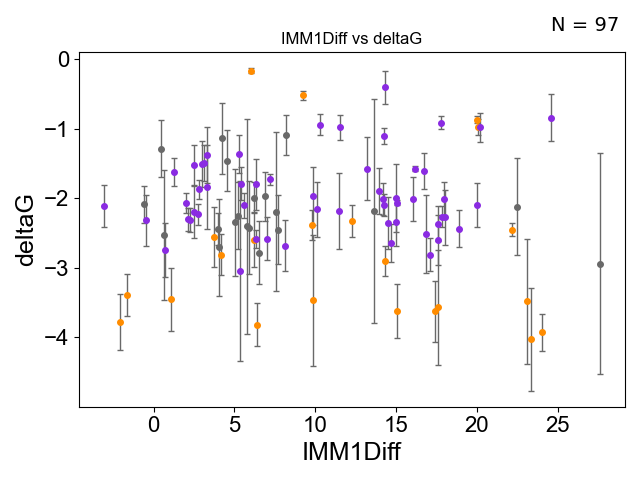 N = 97
IMM1Diff vs deltaG
0
−1
−2
−3
−4
deltaG
0 5 10 15 20 25
IMM1Diff